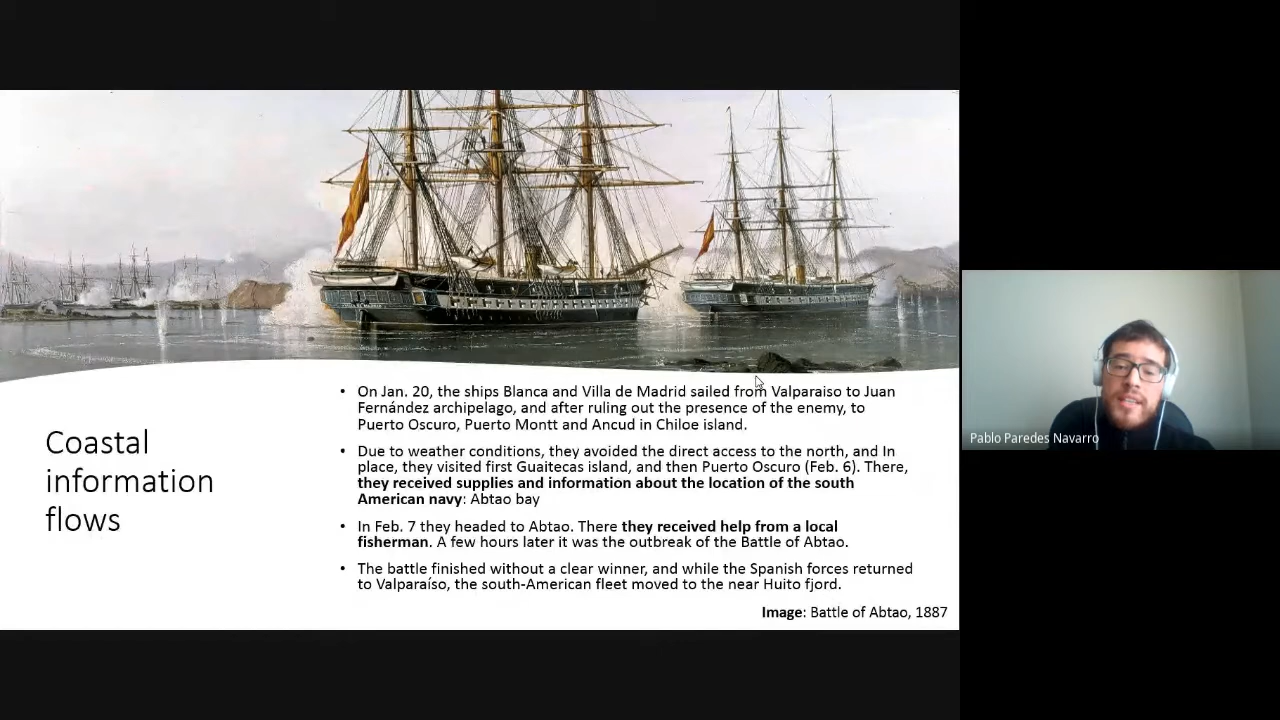 Coastal
information
flows
• On Jan. 20, the ships Blanca and Villa de Madrid sailed from Valparaiso to Juan
Fernández archipelago, and after ruling out the presence of the enemy, to
Puerto Oscuro, Puerto Montt and Ancud in Chiloe island.
• Due to weather conditions, they avoided the direct access to the north, and In
place, they visited first Guaitecas island, and then Puerto Oscuro (Feb. 6). There,
they received supplies and information about the location of the south
American navy: Abtao bay
• In Feb. 7 they headed to Abtao. There they received help from a local
fisherman. A few hours later it was the outbreak of the Battle of Abtao.
• The battle finished without a clear winner, and while the Spanish forces returned
to Valparaíso, the south-American fleet moved to the near Huito fjord.
Image: Battle of Abtao, 1887
Pablo Paredes Navarro